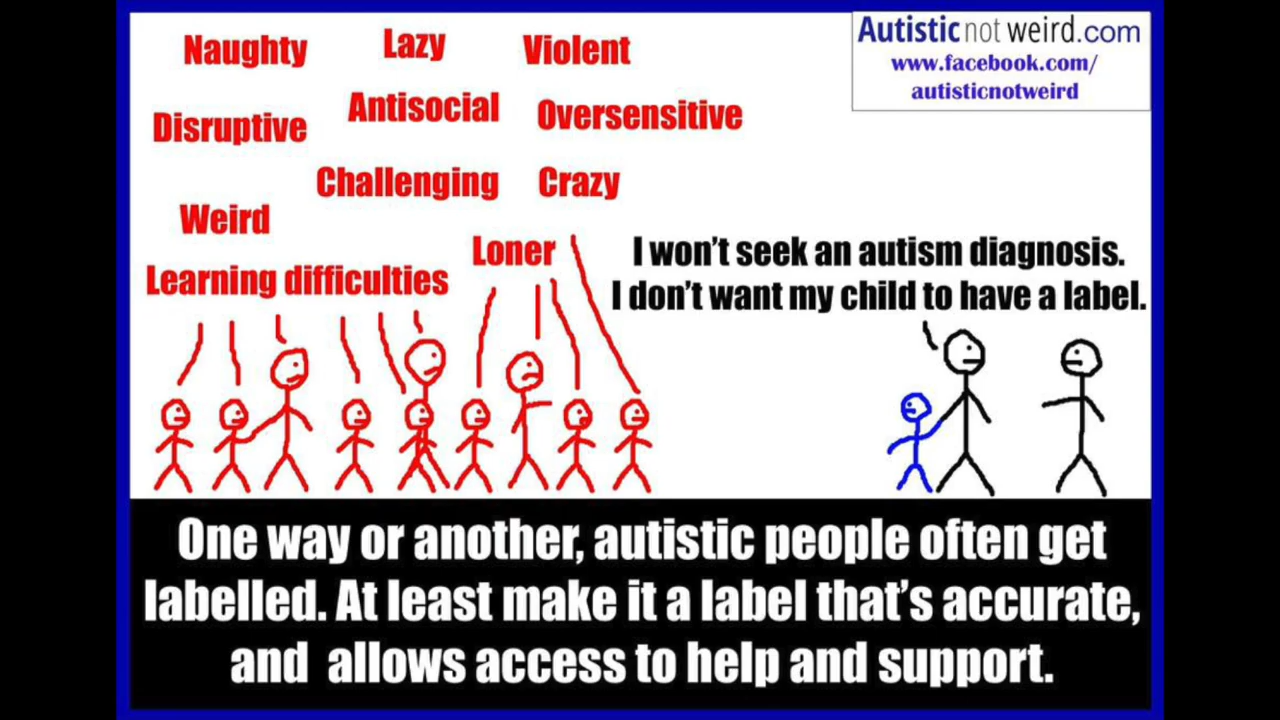 Autistic not weird.com
www.facebook.com/
autisticnotweird
Naughty
Lazy
Violent
Disruptive
Antisocial
Oversensitive
Challenging
Crazy
Weird
Loner
Learning difficulties
I won't seek an autism diagnosis.
I don't want my child to have a label.
One way or another, autistic people often get
labelled. At least make it a label that's accurate,
and allows access to help and support.